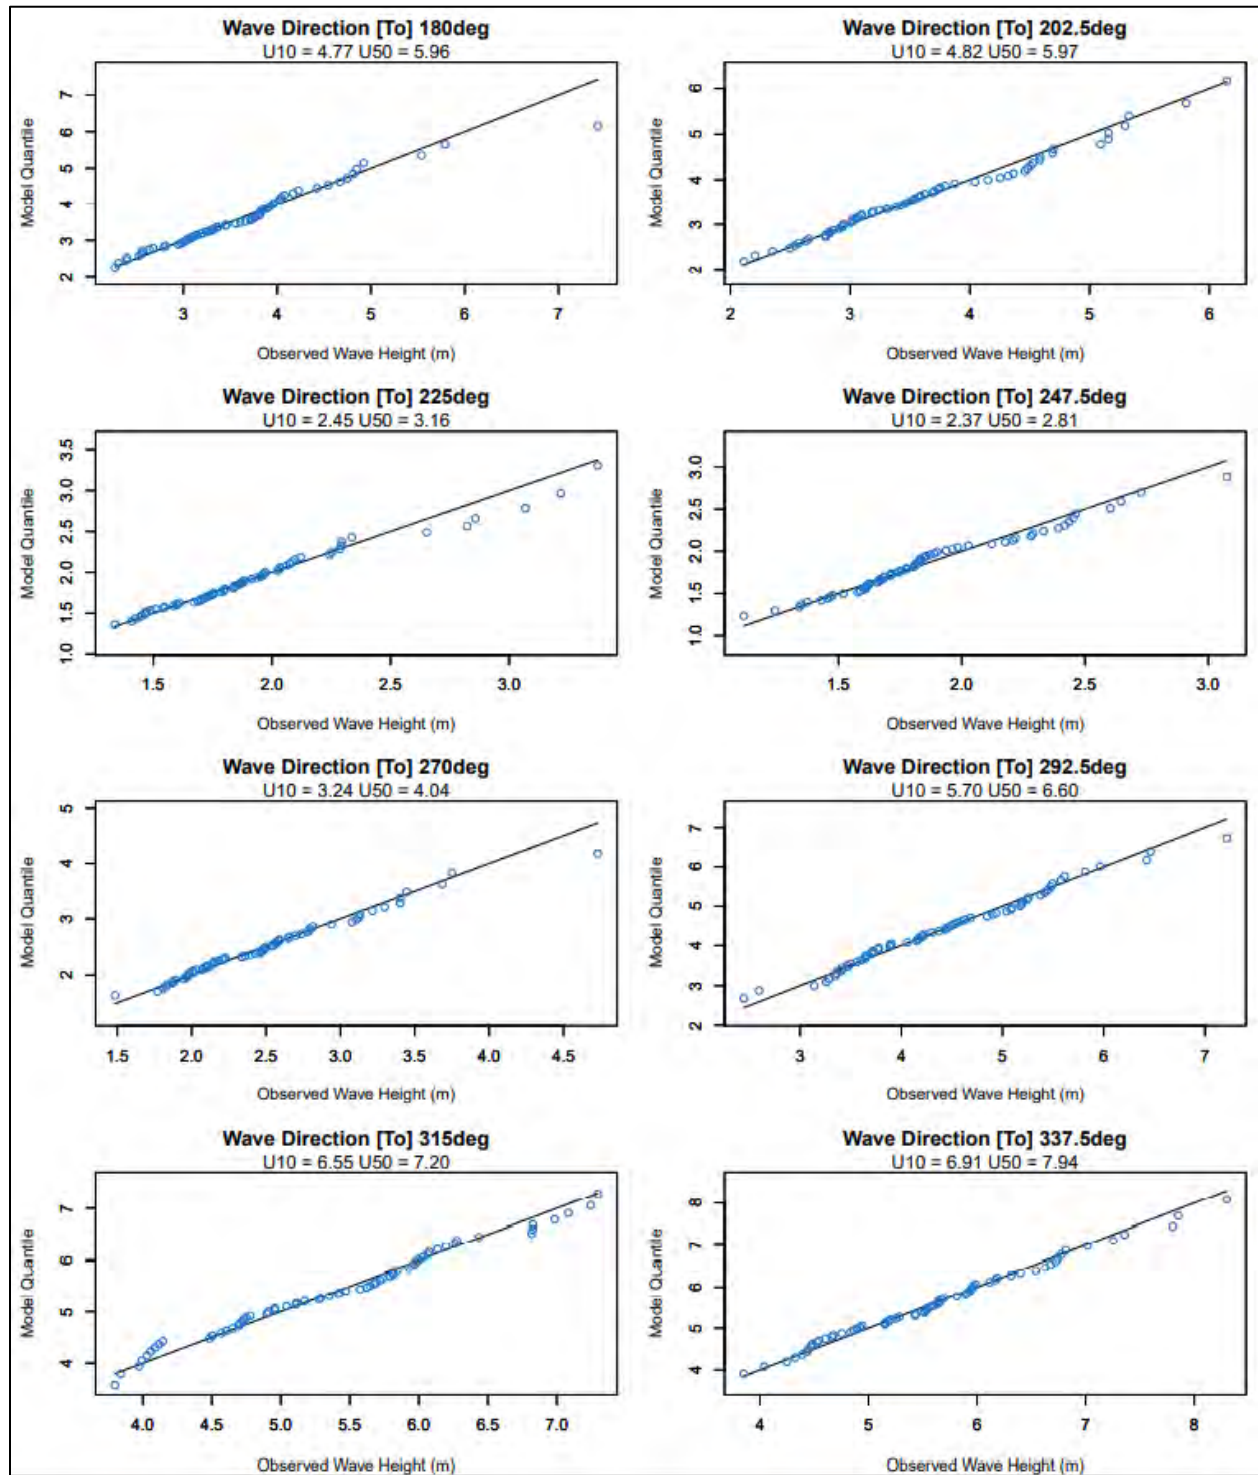 Wave Direction [To] 180deg
U10 = 4.77 U50 = 5.96
Model Quantile
7
6
5
4
3
2
3 4 5 6 7
Observed Wave Height (m)
Wave Direction [To] 202.5deg
U10 = 4.82 U50 = 5.97
Model Quantile
6
5
4
3
2
2 3 4 5 6
Observed Wave Height (m)
Wave Direction [To] 225deg
U10 = 2.45 U50 = 3.16
Model Quantile
3.5
3.0
2.5
2.0
1.5
1.0
1.5 2.0 2.5 3.0
Observed Wave Height (m)
Wave Direction [To] 247.5deg
U10 = 2.37 U50 = 2.81
Model Quantile
3.0
2.5
2.0
1.5
1.0
1.5 2.0 2.5 3.0
Observed Wave Height (m)
Wave Direction [To] 270deg
U10 = 3.24 U50 = 4.04
Model Quantile
5
4
3
2
1.5 2.0 2.5 3.0 3.5 4.0 4.5
Observed Wave Height (m)
Wave Direction [To] 292.5deg
U10 = 5.70 U50 = 6.60
Model Quantile
7
6
5
4
3
2
3 4 5 6 7
Observed Wave Height (m)
Wave Direction [To] 315deg
U10 = 6.55 U50 = 7.20
Model Quantile
7
6
5
4
4.0 4.5 5.0 5.5 6.0 6.5 7.0
Observed Wave Height (m)
Wave Direction [To] 337.5deg
U10 = 6.91 U50 = 7.94
Model Quantile
8
7
6
5
4
4 5 6 7 8
Observed Wave Height (m)